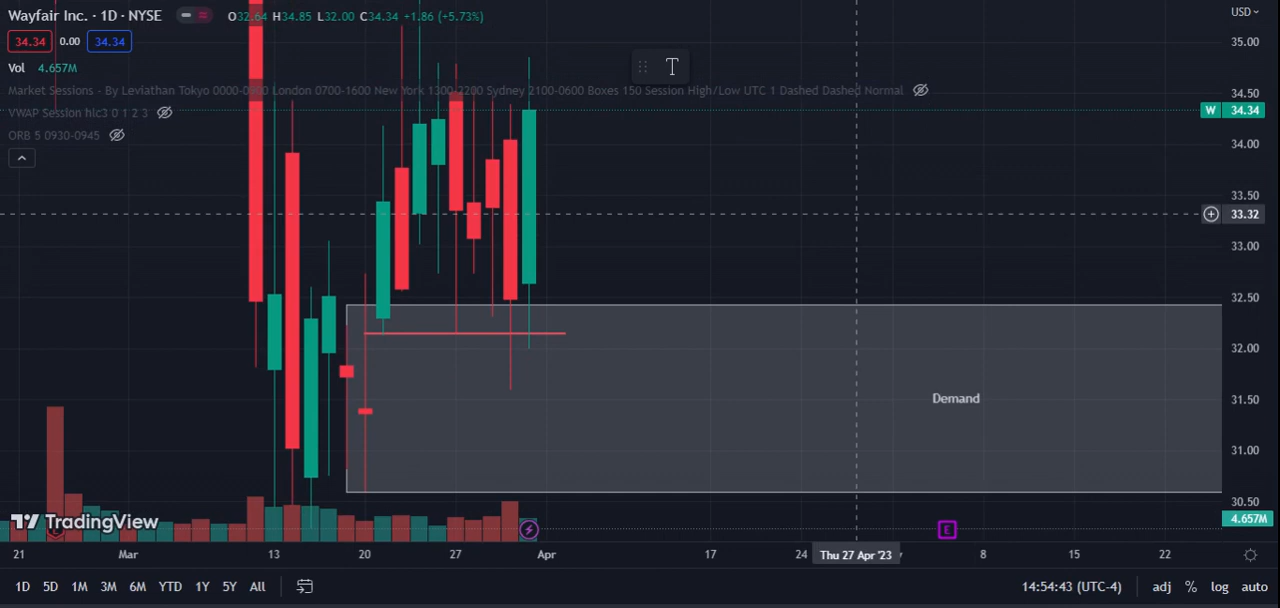 Wayfair Inc. · 1D · NYSE O32.64 H34.85 L32.00 C34.34 +1.86 (+5.73%)
USD
34.34 0.00 34.34
Vol 4.657M
T
Market Sessions - By Leviathan Tokyo 0000-0900 London 0700-1600 New York 1300-2200 Sydney 2100-0600 Boxes 150 Session High/Low UTC 1 Dashed Dashed Normal
VWAP Session hlc3 0 1 2 3
ORB 5 0930-0945
35.00
34.50
W 34.34
34.00
33.50
33.32
33.00
32.50
32.00
31.50
31.00
30.50
4.657M
Demand
TradingView
E
21 Mar 13 20 27 Apr 17 24 Thu 27 Apr '23 8 15 22
1D 5D 1M 3M 6M YTD 1Y 5Y All 14:54:43 (UTC-4) adj % log auto